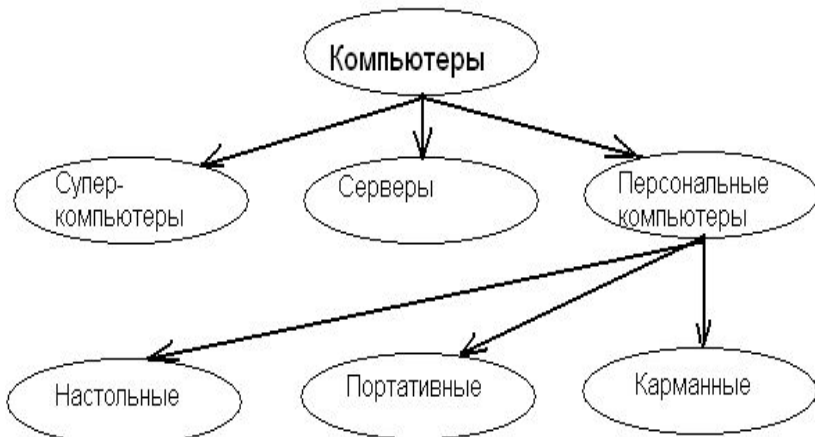 Компьютеры
Супер-
компьютеры
Серверы
Персональные
компьютеры
Настольные
Портативные
Карманные